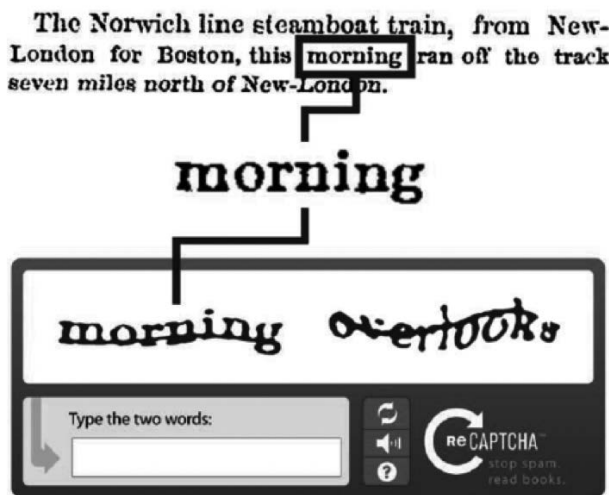 The Norwich line steamboat train, from New-
London for Boston, this morning ran off the track
seven miles north of New-London.
morning
morning overlooks
Type the two words:
reCAPTCHA™
stop spam.
read books.